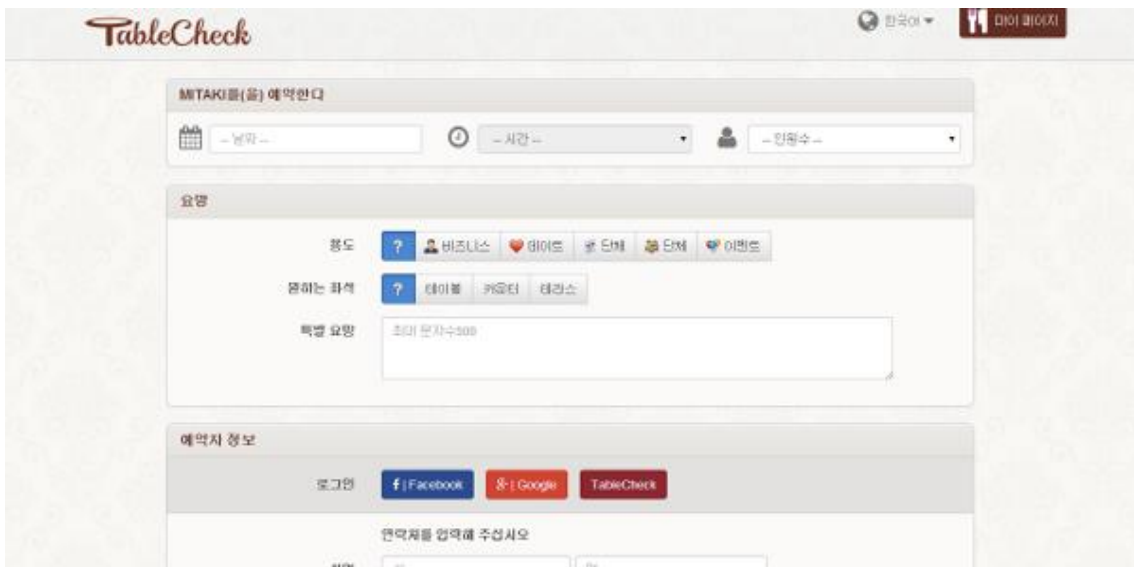 TableCheck
한국어
마이 페이지
MITAKI를(을) 예약한다
-- 날짜 --
-- 시간 --
-- 인원수 --
요망
용도
? 비즈니스 데이트 단체 단체 이벤트
원하는 좌석
? 테이블 카운터 테라스
특별 요망
최대 문자수500
예약자 정보
로그인
f | Facebook
g+ | Google
TableCheck
연락처를 입력해 주십시오